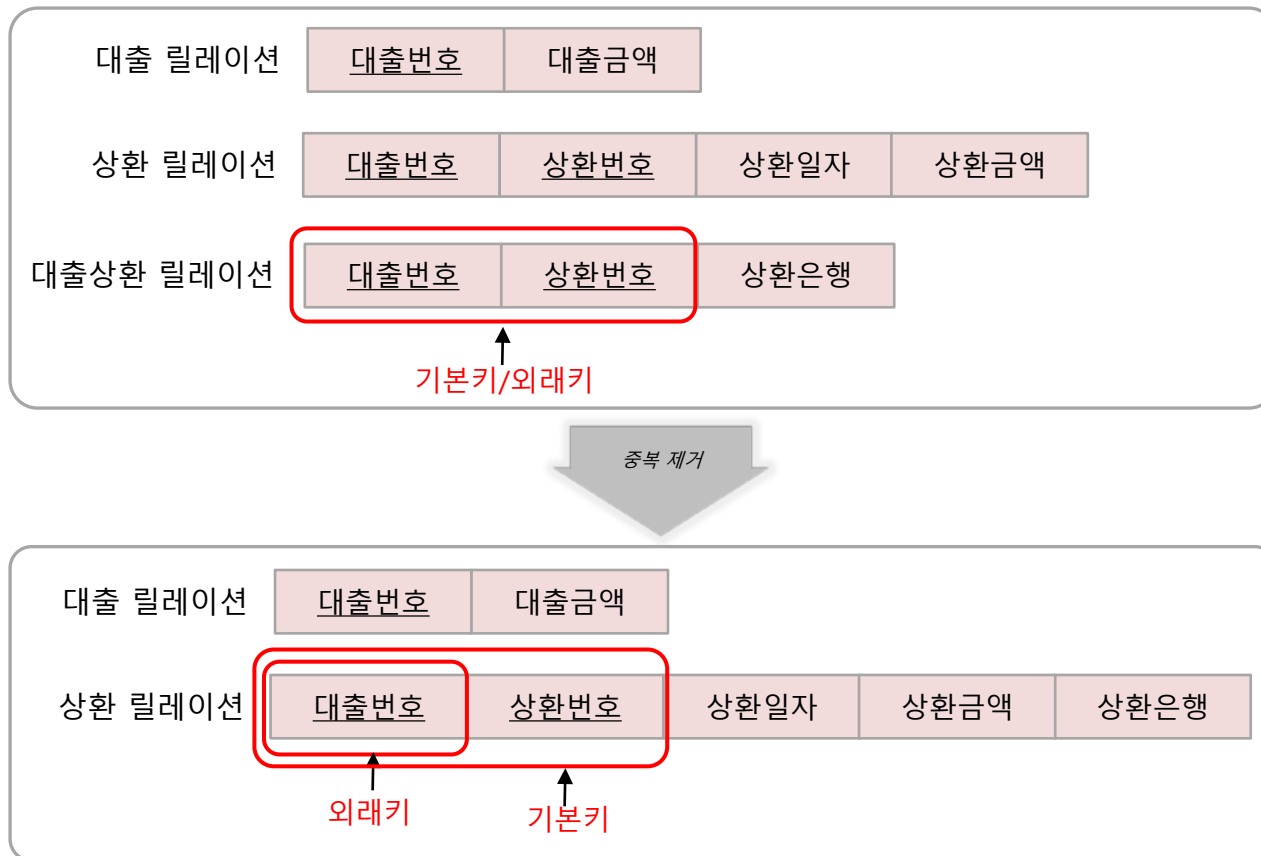 대출 릴레이션 대출번호 대출금액
상환 릴레이션 대출번호 상환번호 상환일자 상환금액
대출상환 릴레이션 대출번호 상환번호 상환은행
기본키/외래키
중복 제거
대출 릴레이션 대출번호 대출금액
상환 릴레이션 대출번호 상환번호 상환일자 상환금액 상환은행
외래키 기본키